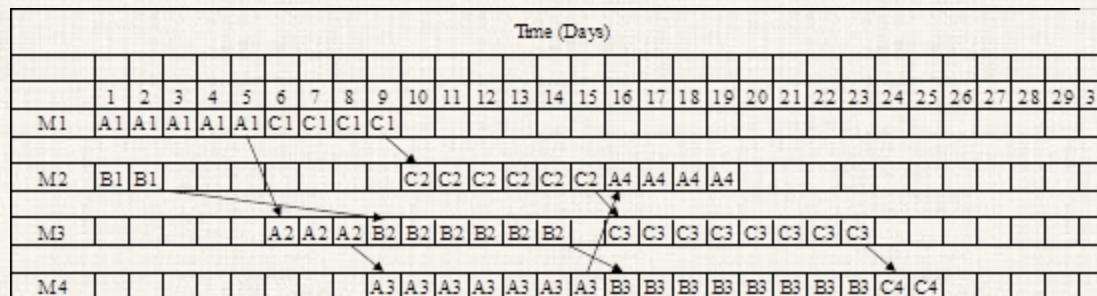 Time (Days)
1 2 3 4 5 6 7 8 9 10 11 12 13 14 15 16 17 18 19 20 21 22 23 24 25 26 27 28 29 3
M1 A1 A1 A1 A1 A1 C1 C1 C1 C1
M2 B1 B1 C2 C2 C2 C2 C2 C2 A4 A4 A4 A4
M3 A2 A2 A2 B2 B2 B2 B2 B2 B2 C3 C3 C3 C3 C3 C3 C3 C3
M4 A3 A3 A3 A3 A3 A3 A3 B3 B3 B3 B3 B3 B3 B3 B3 C4 C4